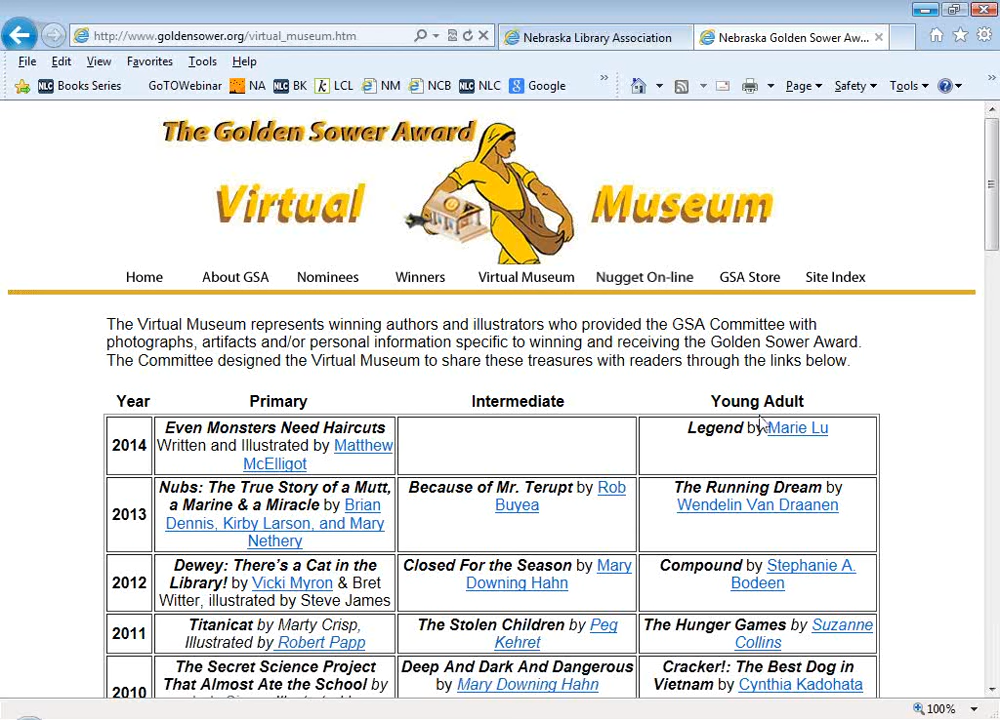 http://www.goldensower.org/virtual_museum.htm
Nebraska Library Association
Nebraska Golden Sower Aw...
File Edit View Favorites Tools Help
NLC Books Series GoTOWebinar NA NLC BK k LCL NM NCB NLC NLC g Google Page Safety Tools
The Golden Sower Award
Virtual Museum
Home About GSA Nominees Winners Virtual Museum Nugget On-line GSA Store Site Index
The Virtual Museum represents winning authors and illustrators who provided the GSA Committee with
photographs, artifacts and/or personal information specific to winning and receiving the Golden Sower Award.
The Committee designed the Virtual Museum to share these treasures with readers through the links below.
Year Primary Intermediate Young Adult
2014
Even Monsters Need Haircuts
Written and Illustrated by Matthew
McElligot
Legend by Marie Lu
2013
Nubs: The True Story of a Mutt,
a Marine & a Miracle by Brian
Dennis, Kirby Larson, and Mary
Nethery
Because of Mr. Terupt by Rob
Buyea
The Running Dream by
Wendelin Van Draanen
2012
Dewey: There's a Cat in the
Library! by Vicki Myron & Bret
Witter, illustrated by Steve James
Closed For the Season by Mary
Downing Hahn
Compound by Stephanie A.
Bodeen
2011
Titanicat by Marty Crisp,
Illustrated by Robert Papp
The Stolen Children by Peg
Kehret
The Hunger Games by Suzanne
Collins
2010
The Secret Science Project
That Almost Ate the School by
Deep And Dark And Dangerous
by Mary Downing Hahn
Cracker!: The Best Dog in
Vietnam by Cynthia Kadohata
100%